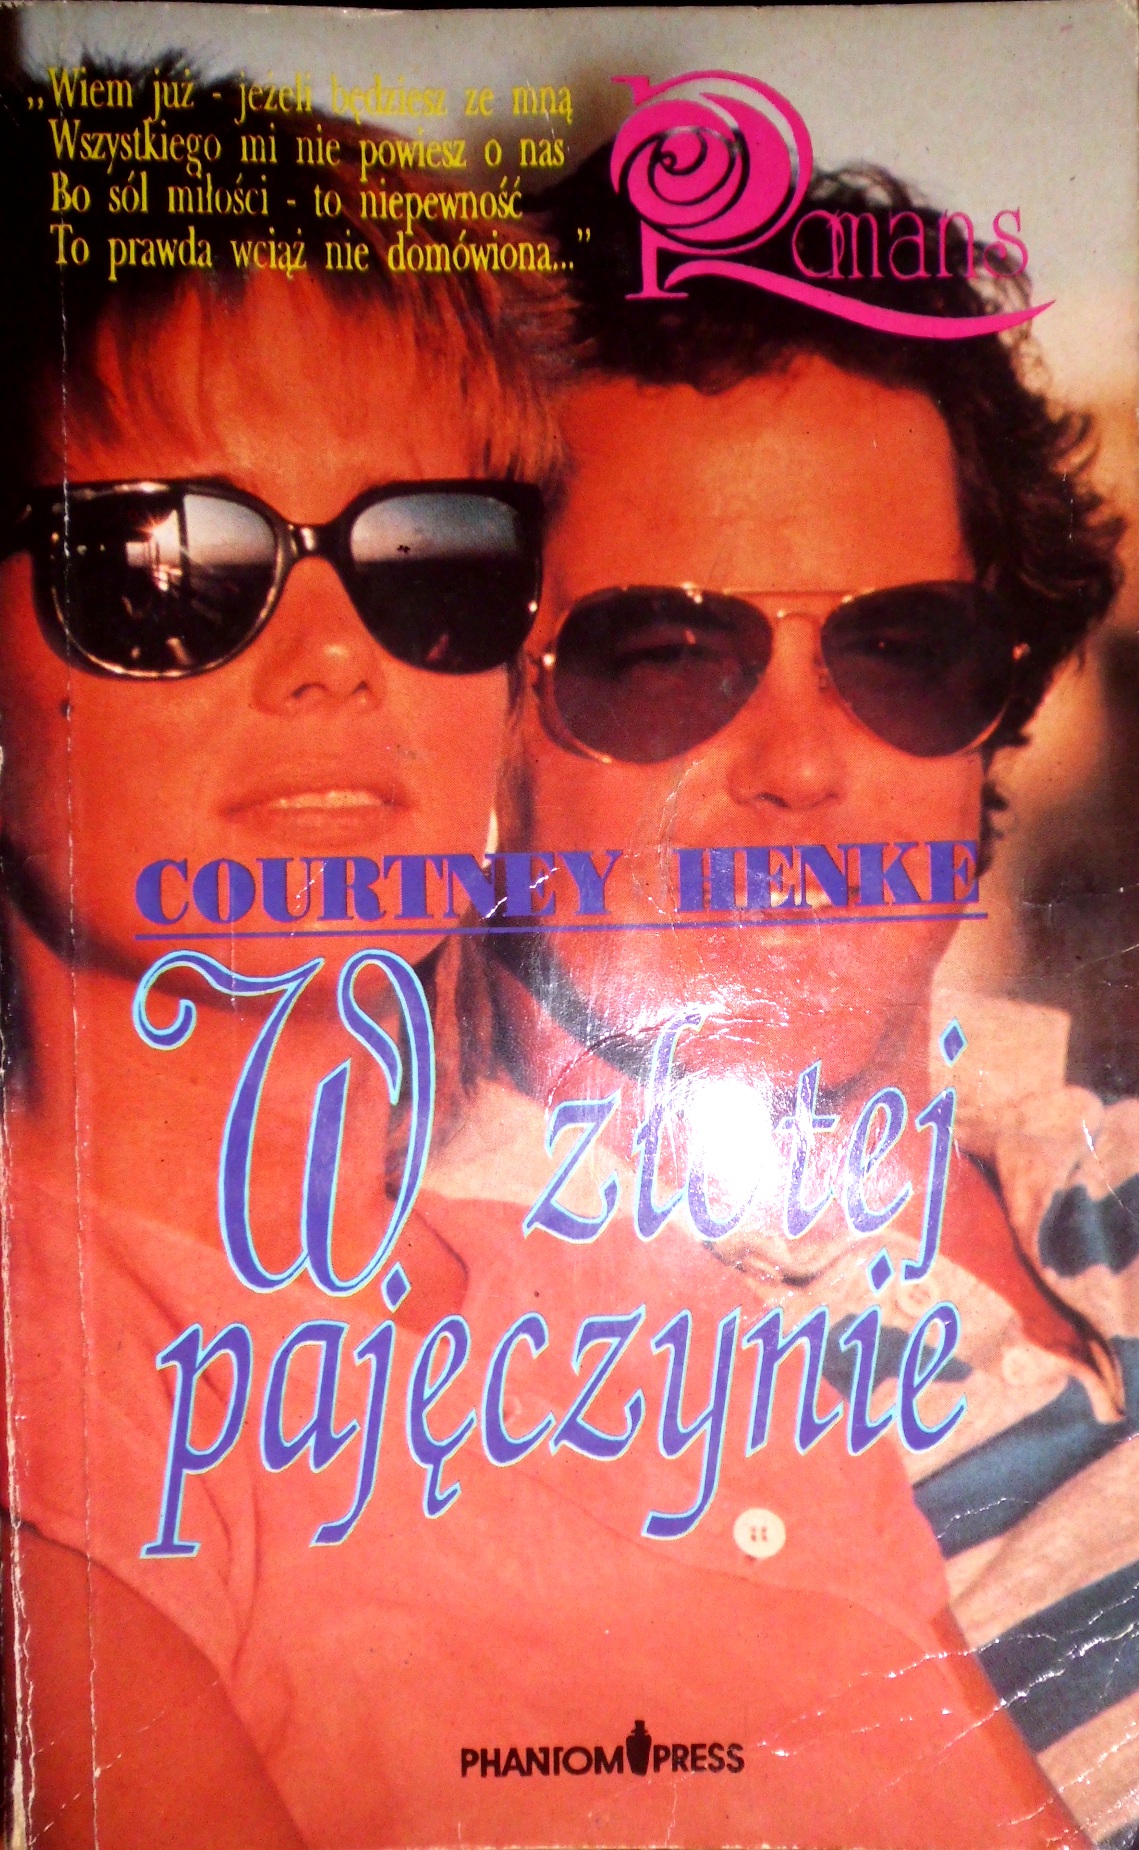 „Wiem już - jeżeli będziesz ze mną
Wszystkiego mi nie powiesz o nas
Bo sól miłości - to niepewność
To prawda wciąż nie domówiona...”
Romans
COURTNEY HENKE
W złotej
pajęczynie
PHANTOM PRESS